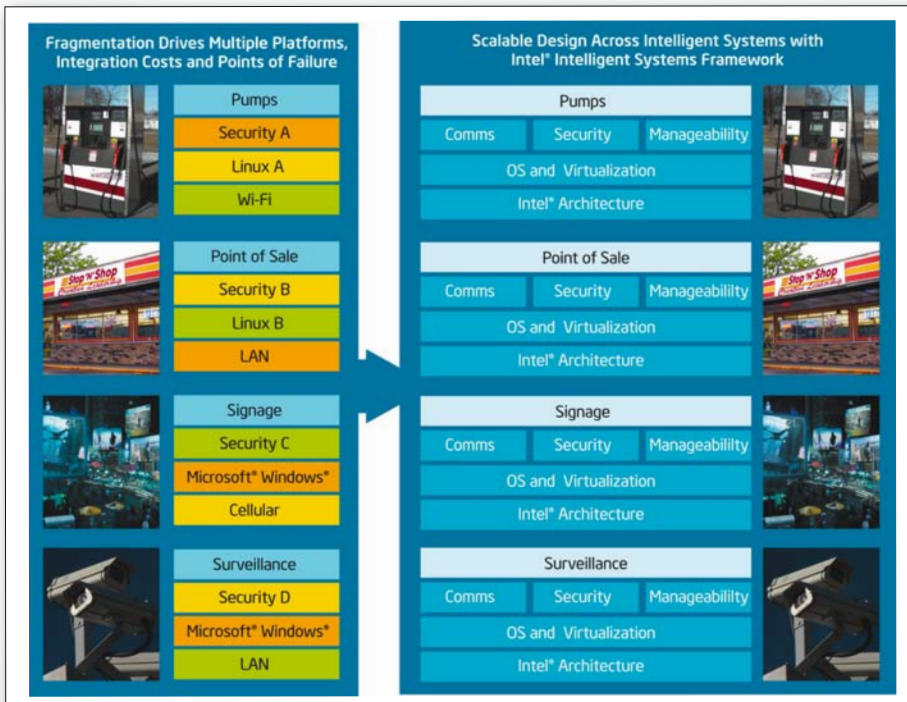 Fragmentation Drives Multiple Platforms,
Integration Costs and Points of Failure
Pumps
Security A
Linux A
Wi-Fi
Point of Sale
Security B
Linux B
LAN
Signage
Security C
Microsoft® Windows®
Cellular
Surveillance
Security D
Microsoft® Windows®
LAN
Stop 'N' Shop
Scalable Design Across Intelligent Systems with
Intel® Intelligent Systems Framework
Pumps
Comms Security Manageabililty
OS and Virtualization
Intel® Architecture
Point of Sale
Comms Security Manageabililty
OS and Virtualization
Intel® Architecture
Signage
Comms Security Manageabililty
OS and Virtualization
Intel® Architecture
Surveillance
Comms Security Manageabililty
OS and Virtualization
Intel® Architecture
Stop 'N' Shop